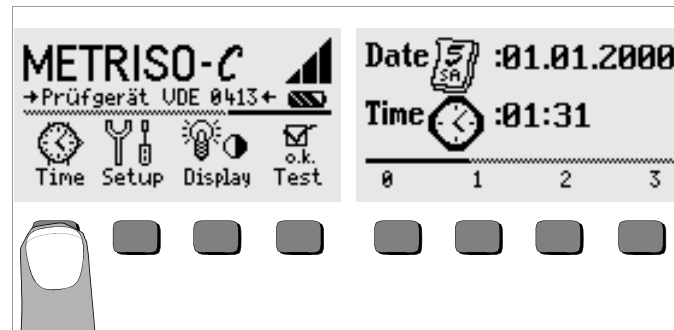 METRISO-C
→Prüfgerät VDE 0413←
Time Setup Display o.k. Test
Date 5 SA :01.01.2000
Time :01:31
0 1 2 3